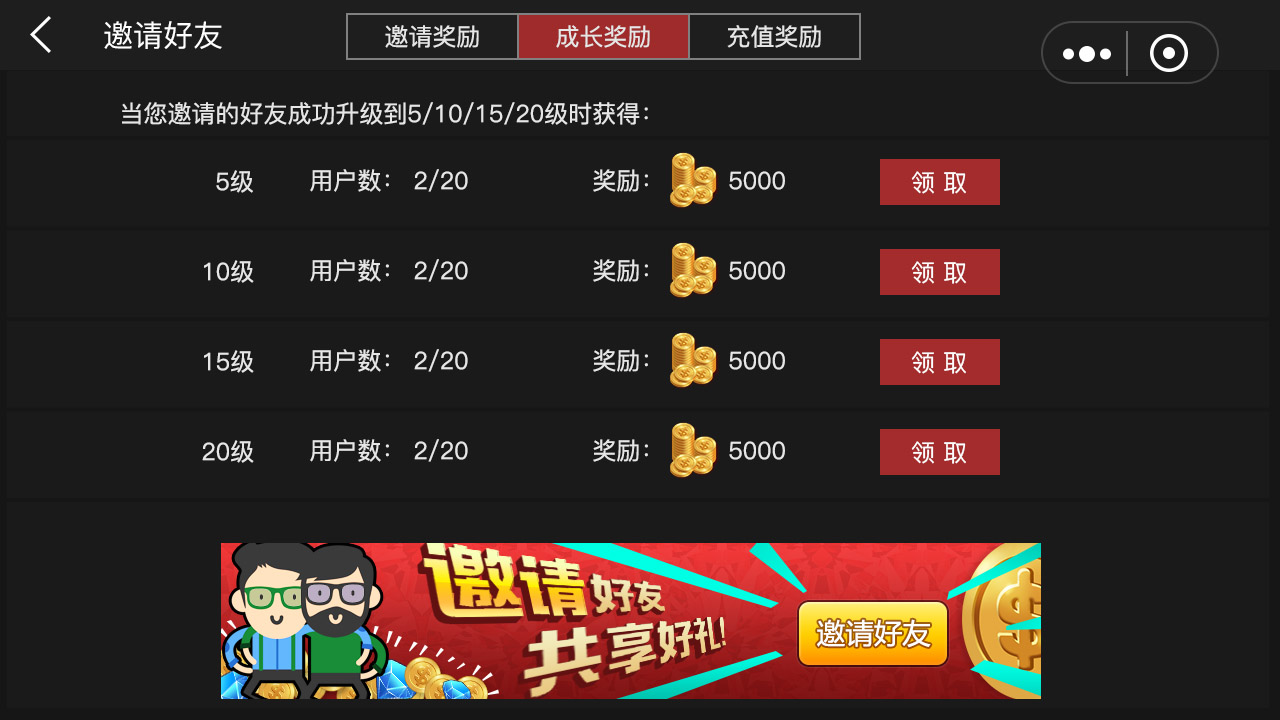 邀请好友
邀请奖励 成长奖励 充值奖励
当您邀请的好友成功升级到5/10/15/20级时获得：
5级 用户数： 2/20 奖励： 5000 领 取
10级 用户数： 2/20 奖励： 5000 领 取
15级 用户数： 2/20 奖励： 5000 领 取
20级 用户数： 2/20 奖励： 5000 领 取
邀请好友
共享好礼!
邀请好友